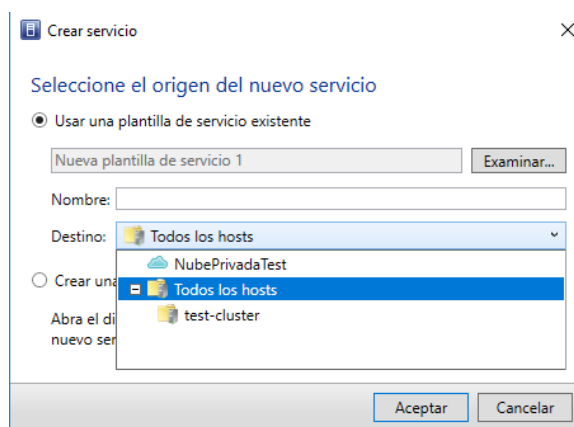 Crear servicio
Seleccione el origen del nuevo servicio
Usar una plantilla de servicio existente
Nueva plantilla de servicio 1 Examinar...
Nombre:
Destino: Todos los hosts
NubePrivadaTest
Crear una
Todos los hosts
Abra el di
test-cluster
nuevo ser
Aceptar Cancelar